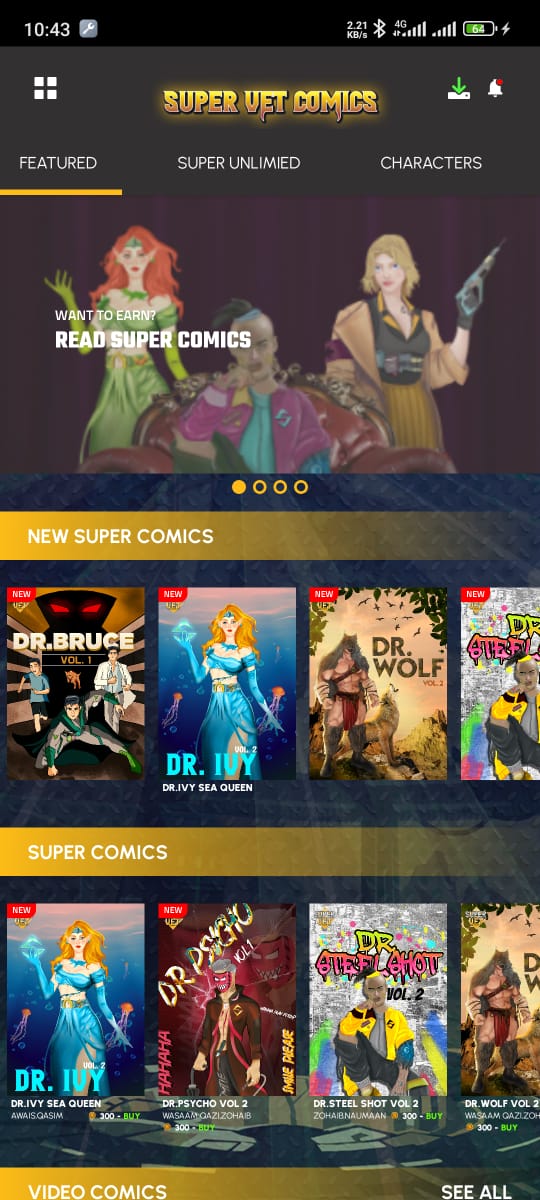 10:43
2.21
KB/s
4G
64
SUPER VET COMICS
FEATURED
SUPER UNLIMIED
CHARACTERS
WANT TO EARN?
READ SUPER COMICS
NEW SUPER COMICS
NEW
DR.BRUCE
VOL. 1
NEW
VOL. 2
DR. IVY
DR.IVY SEA QUEEN
NEW
DR.
WOLF
VOL. 2
NEW
SUPER COMICS
NEW
VOL. 2
DR. IVY
DR.IVY SEA QUEEN
AWAIS.QASIM
300 - BUY
NEW
DR PSYCHO
VOL 1
HAHAHA
DR.PSYCHO VOL 2
WASAAM.QAZI.ZOHAIB
300 - BUY
SUPER
VET
DR
STEEL SHOT
VOL. 2
DR.STEEL SHOT VOL 2
ZOHAIB.NAUMAAN
300 - BUY
DR.WOLF VOL 2
WASAAM QAZI.ZOH
300 - BUY
VIDEO COMICS
SEE ALL